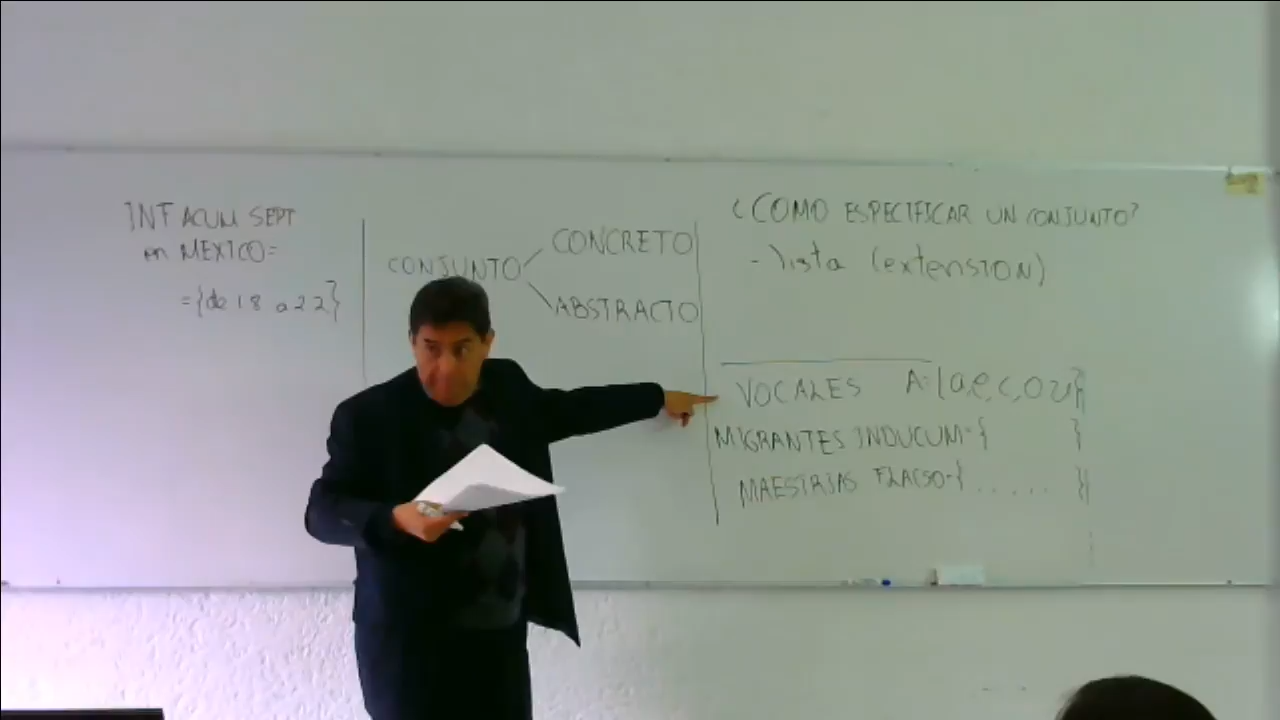 INF ACUM SEPT
en MEXICO=
={de 18 a 22}
CONJUNTO
CONCRETO
ABSTRACTO
¿COMO ESPECIFICAR UN CONJUNTO?
- lista (extensION)
VOCALES A={a,e,i,o u}
MIGRANTES INDUCUM={ }
MAESTRIAS FLACSO={ ...... }